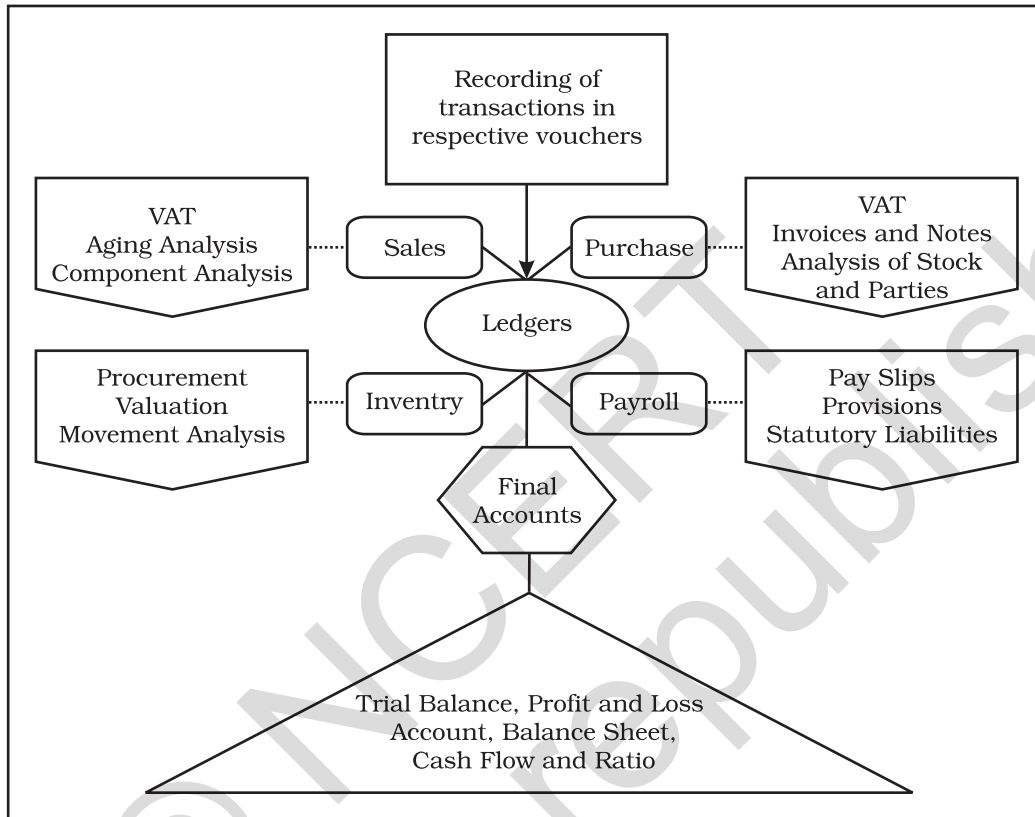 Recording of
transactions in
respective vouchers
VAT
Aging Analysis
Component Analysis
Sales
Purchase
VAT
Invoices and Notes
Analysis of Stock
and Parties
Ledgers
Procurement
Valuation
Movement Analysis
Inventry
Payroll
Pay Slips
Provisions
Statutory Liabilities
Final
Accounts
Trial Balance, Profit and Loss
Account, Balance Sheet,
Cash Flow and Ratio
© NCERT
republish